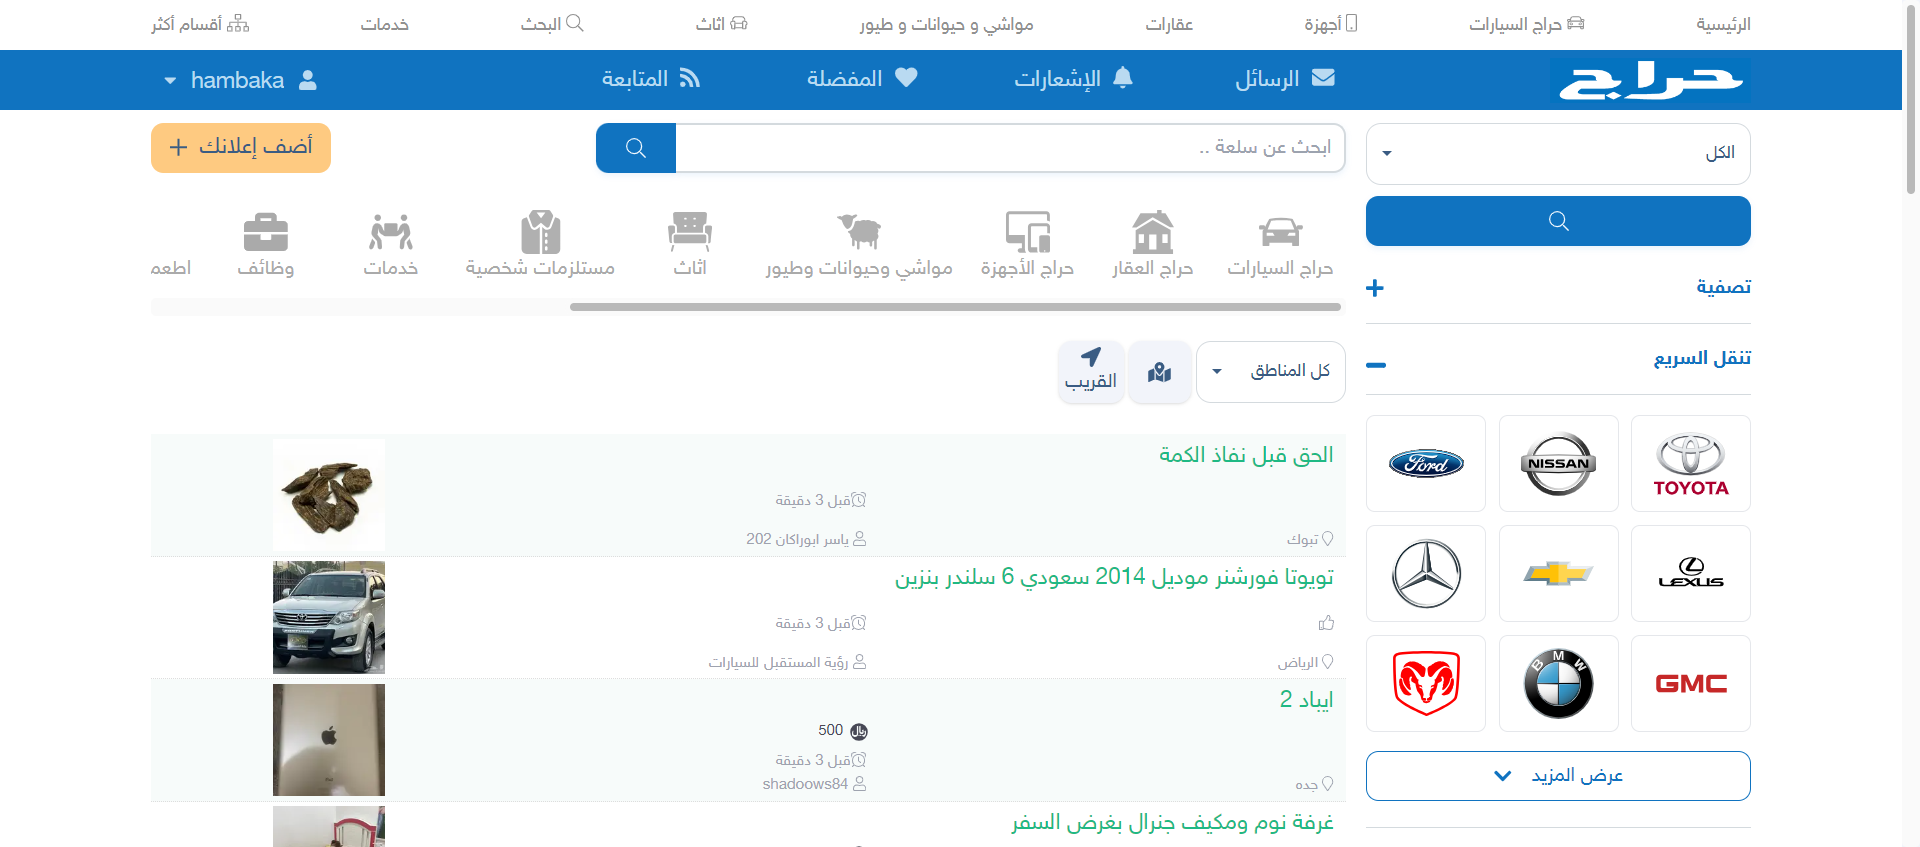 الرئيسية
حراج السيارات
أجهزة
عقارات
مواشي و حيوانات و طيور
اثاث
البحث
خدمات
أقسام أكثر
حراج
الرسائل
الإشعارات
المفضلة
المتابعة
hambaka
الكل
ابحث عن سلعة ..
أضف إعلانك
حراج السيارات
حراج العقار
حراج الأجهزة
مواشي وحيوانات وطيور
اثاث
مستلزمات شخصية
خدمات
وظائف
اطعم
تصفية
تنقل السريع
TOYOTA
NISSAN
Ford
LEXUS
GMC
BMW
عرض المزيد
كل المناطق
القريب
الحق قبل نفاذ الكمة
قبل 3 دقيقة
تبوك
ياسر ابوراكان 202
تويوتا فورشنر موديل 2014 سعودي 6 سلندر بنزين
قبل 3 دقيقة
الرياض
رؤية المستقبل للسيارات
ايباد 2
ريال 500
قبل 3 دقيقة
جده
shadoows84
غرفة نوم ومكيف جنرال بغرض السفر